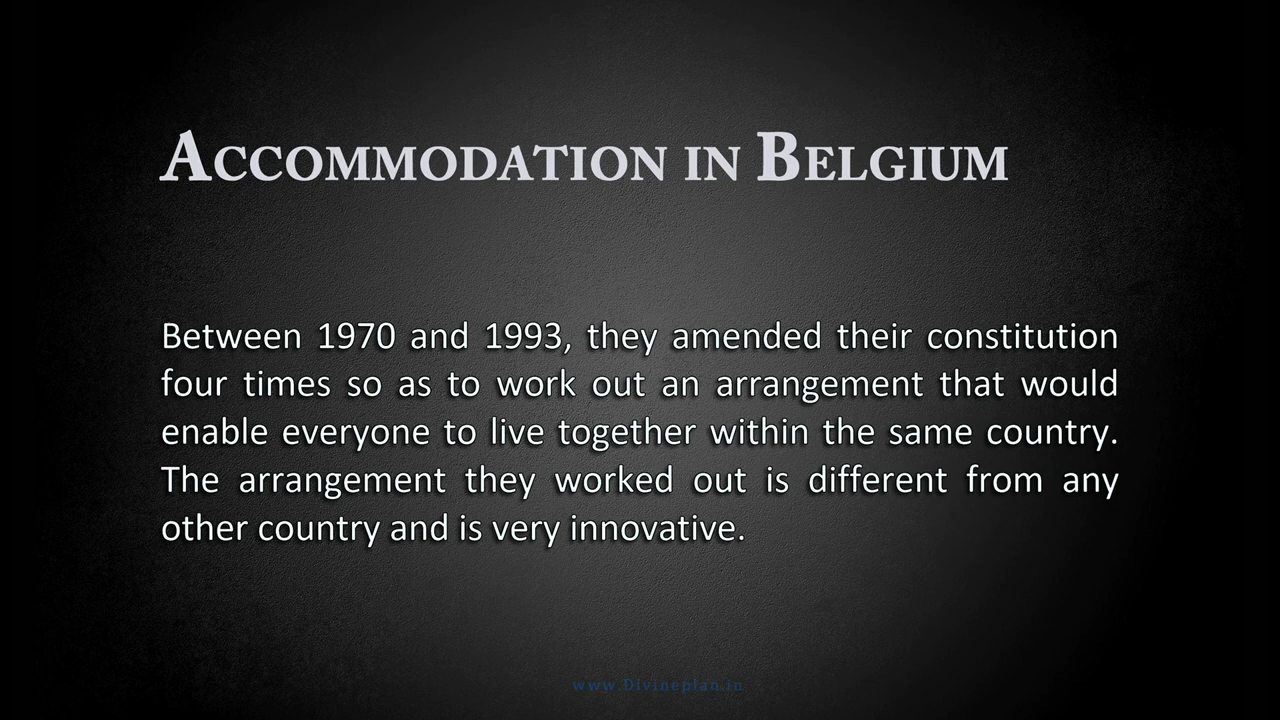 Accommodation in Belgium
Between 1970 and 1993, they amended their constitution
four times so as to work out an arrangement that would
enable everyone to live together within the same country.
The arrangement they worked out is different from any
other country and is very innovative.
www.Divineplan.in